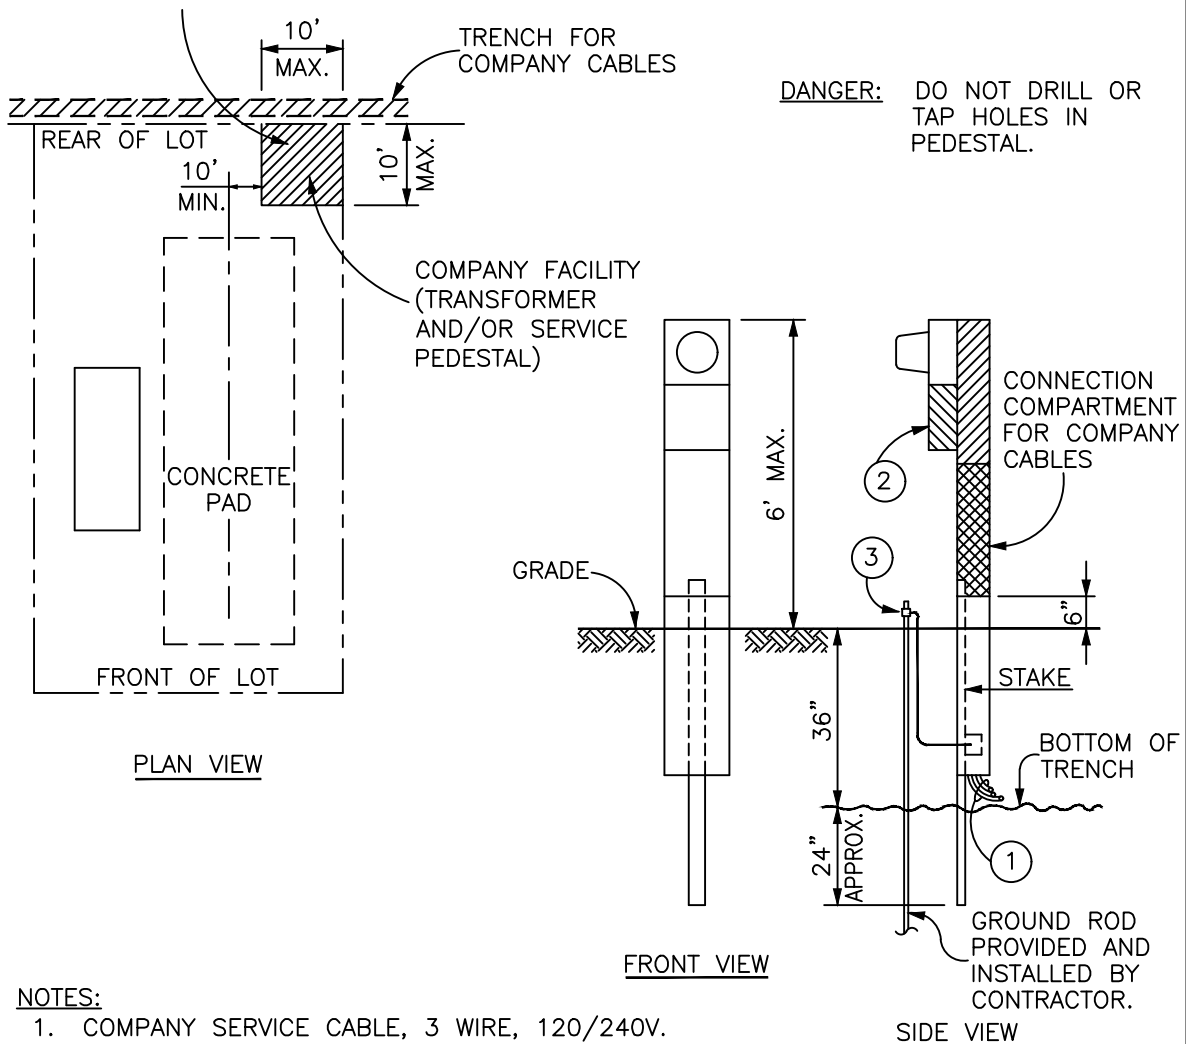 10'
MAX.
TRENCH FOR
COMPANY CABLES
DANGER: DO NOT DRILL OR
TAP HOLES IN
PEDESTAL.
REAR OF LOT
10'
MIN.
10'
MAX.
COMPANY FACILITY
(TRANSFORMER
AND/OR SERVICE
PEDESTAL)
CONCRETE
PAD
FRONT OF LOT
PLAN VIEW
GRADE
6' MAX.
FRONT VIEW
CONNECTION
COMPARTMENT
FOR COMPANY
CABLES
2
3
6"
STAKE
36"
BOTTOM OF
TRENCH
24"
APPROX.
1
GROUND ROD
PROVIDED AND
INSTALLED BY
CONTRACTOR.
SIDE VIEW
NOTES:
1. COMPANY SERVICE CABLE, 3 WIRE, 120/240V.